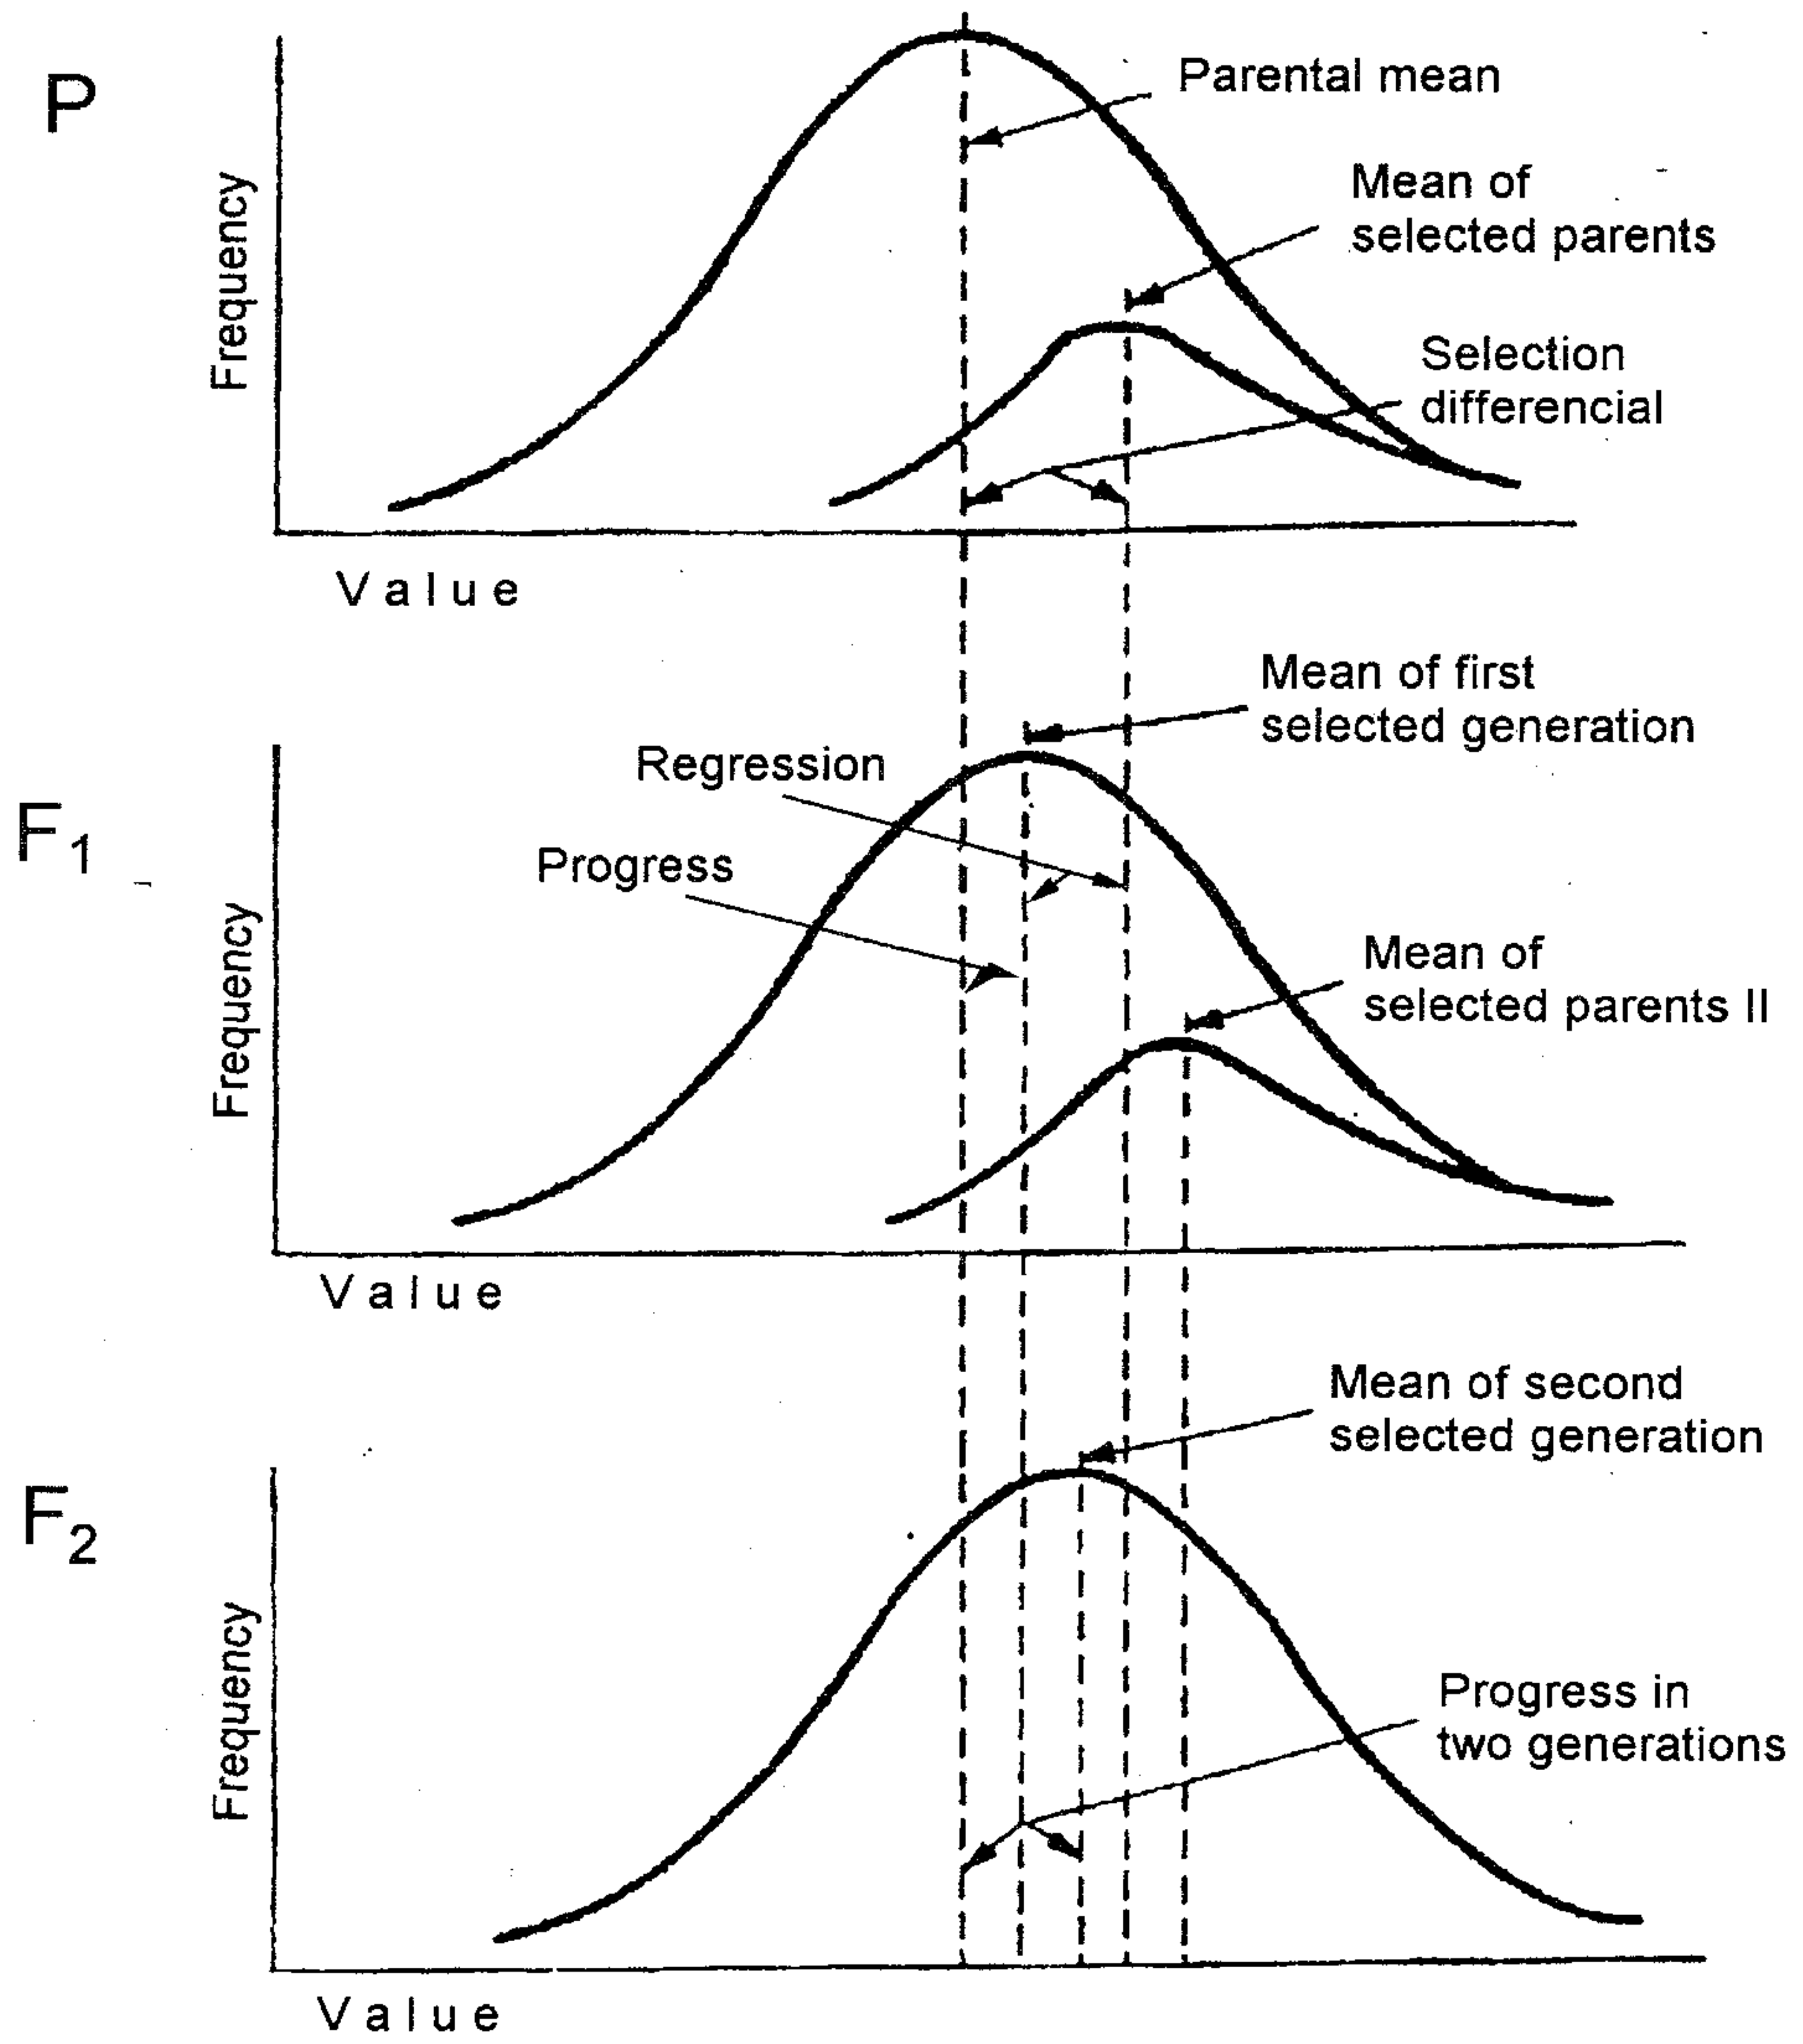 P
Parental mean
Mean of
selected parents
Selection
differencial
Frequency
Value
Mean of first
selected generation
Regression
F1
Progress
Mean of
selected parents II
Frequency
Value
Mean of second
selected generation
F2
Progress in
two generations
Frequency
Value